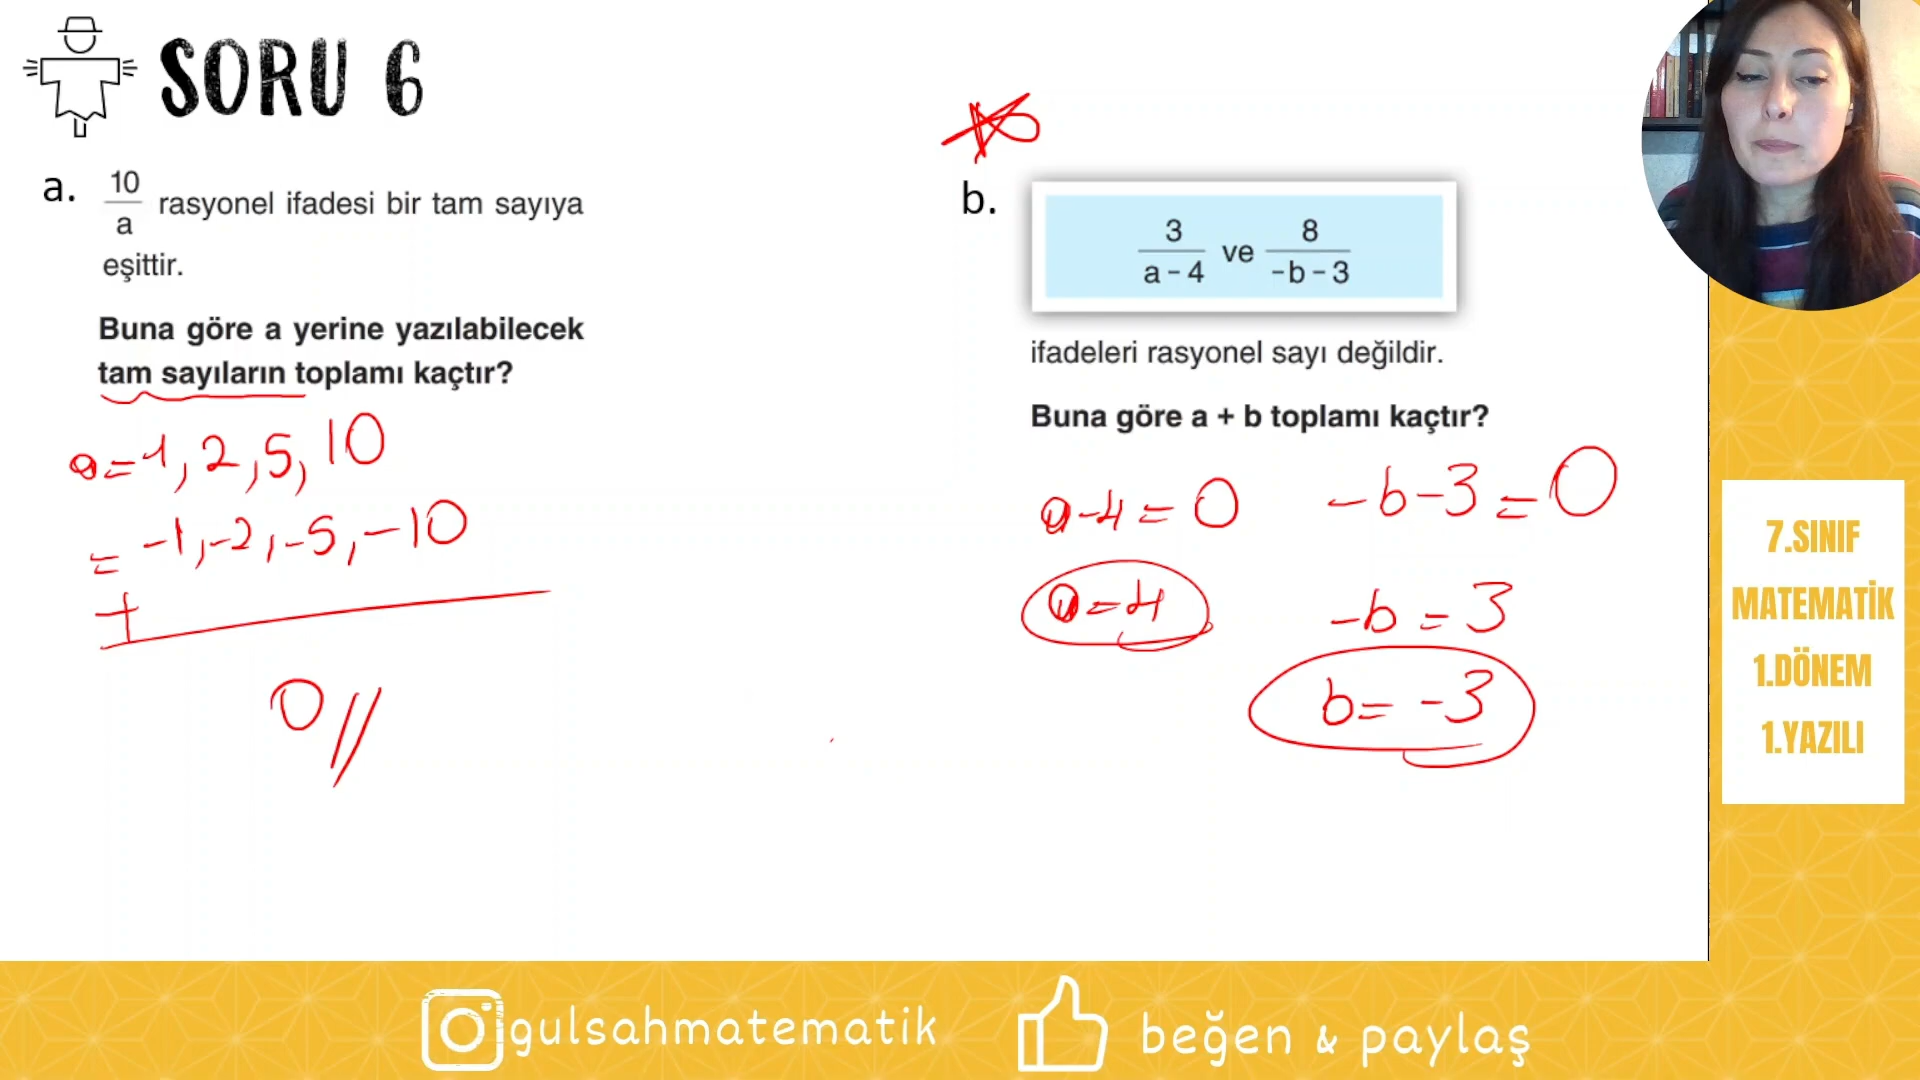 SORU 6
a. 10/a rasyonel ifadesi bir tam sayıya
eşittir.
Buna göre a yerine yazılabilecek
tam sayıların toplamı kaçtır?
a=1, 2, 5, 10
= -1, -2, -5, -10
+
0//
b. 3/(a-4) ve 8/(-b-3)
ifadeleri rasyonel sayı değildir.
Buna göre a + b toplamı kaçtır?
a-4=0
a=4
-b-3=0
-b=3
b=-3
7.SINIF
MATEMATİK
1.DÖNEM
1.YAZILI
gulsahmatematik
beğen & paylaş